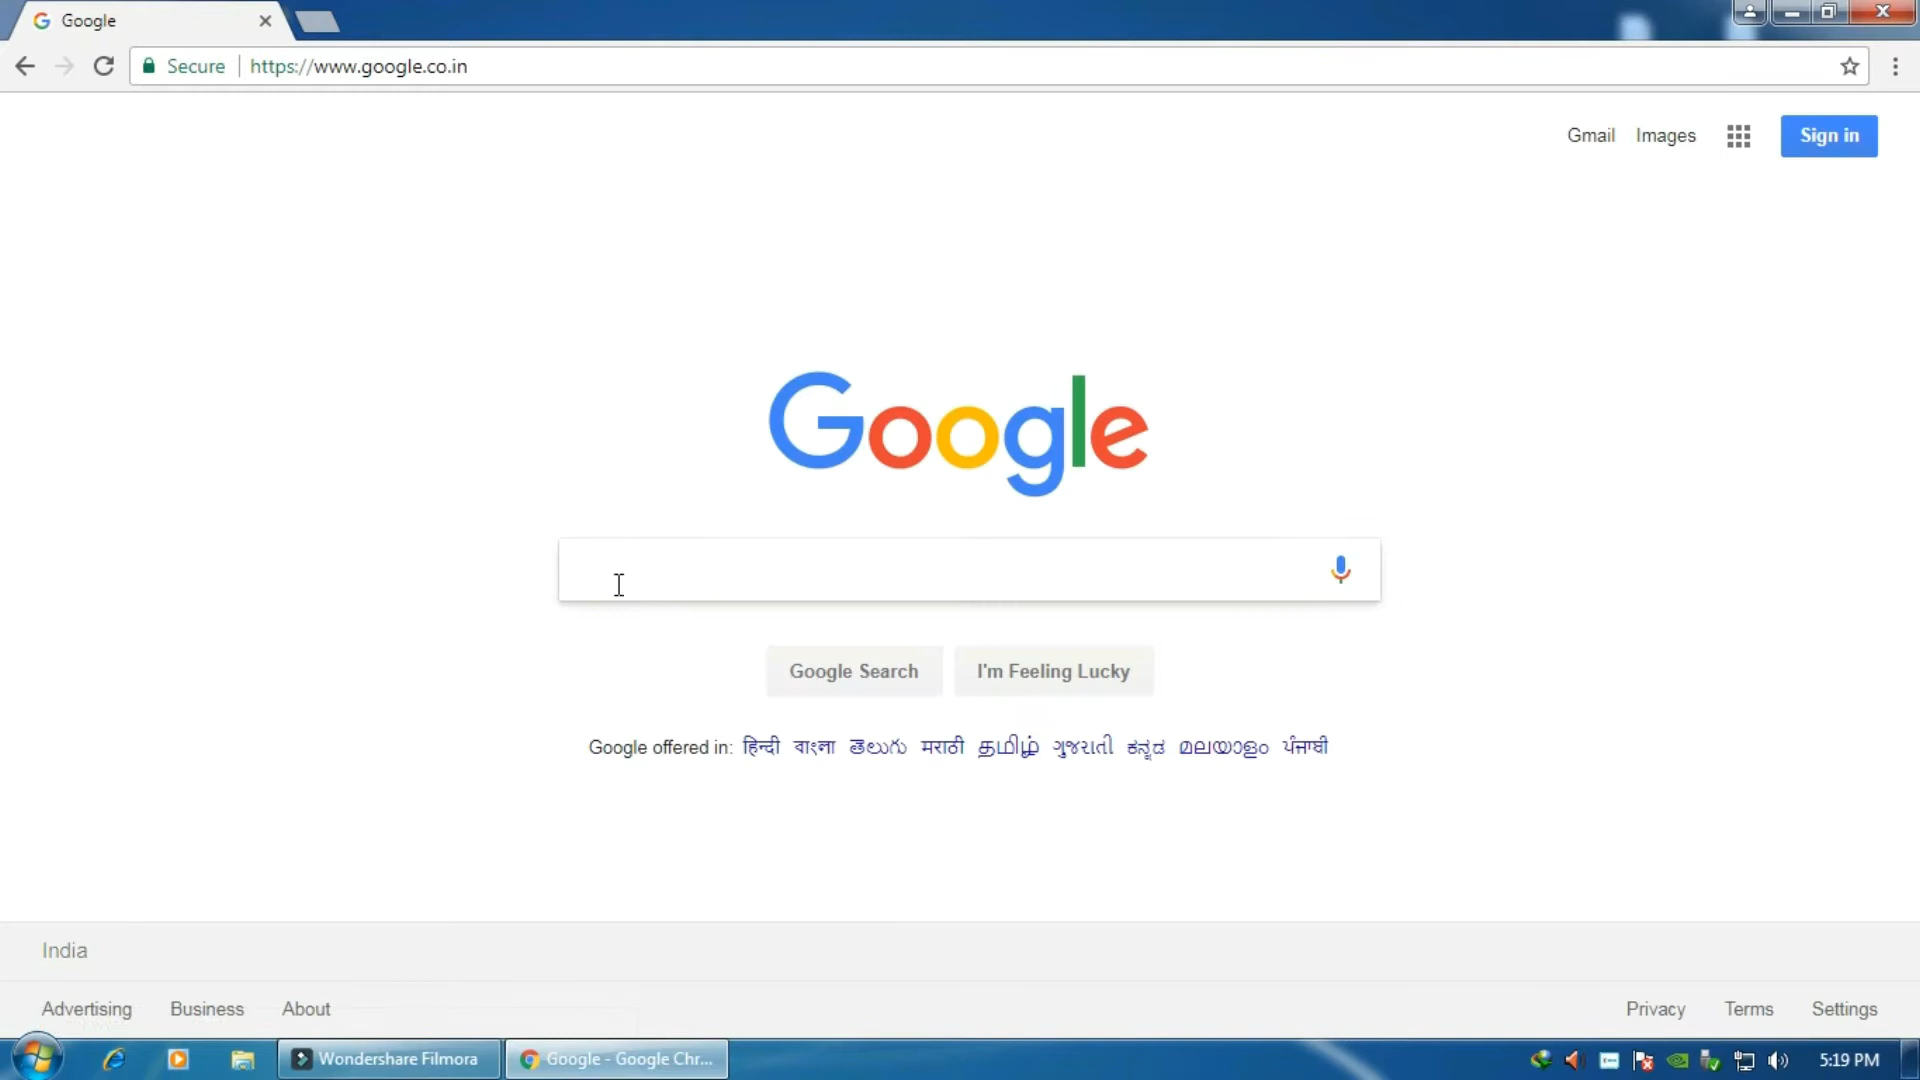 Google
Secure https://www.google.co.in
Gmail Images Sign in
Google
Google Search I'm Feeling Lucky
Google offered in: हिन्दी বাংলা తెలుగు मराठी தமிழ் ગુજરાતી ಕನ್ನಡ മലയാളം ਪੰਜਾਬੀ
India
Advertising Business About Privacy Terms Settings
Wondershare Filmora Google - Google Chr... 5:19 PM